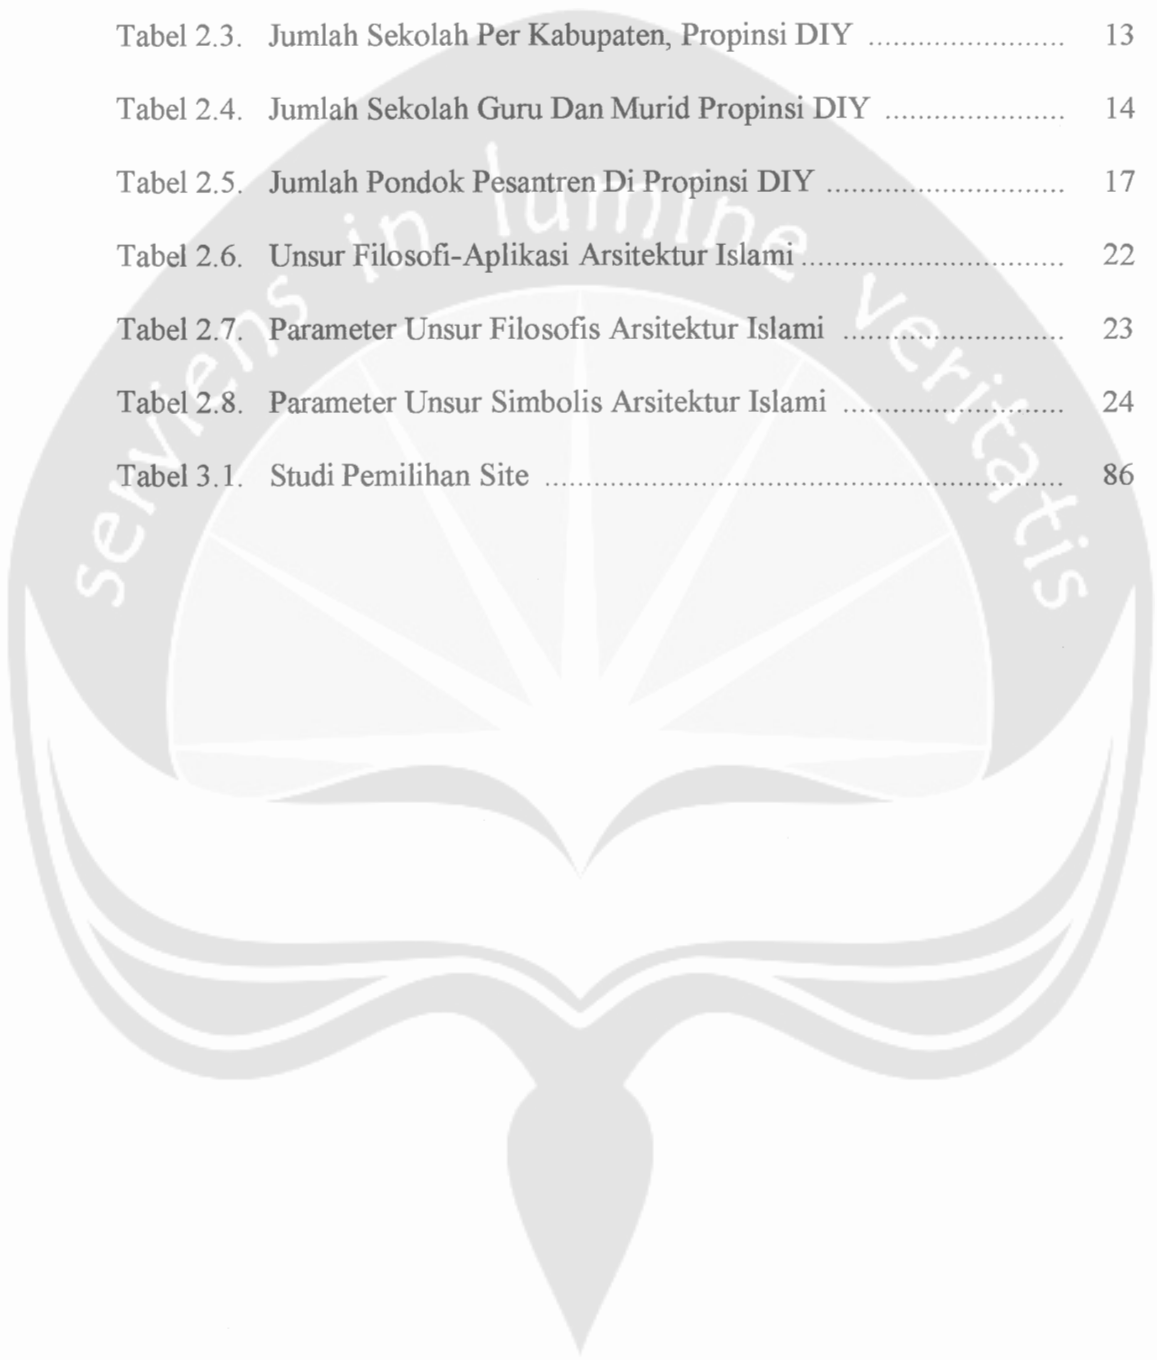 Tabel 2.3. Jumlah Sekolah Per Kabupaten, Propinsi DIY ........................ 13
Tabel 2.4. Jumlah Sekolah Guru Dan Murid Propinsi DIY ...................... 14
Tabel 2.5. Jumlah Pondok Pesantren Di Propinsi DIY ............................. 17
Tabel 2.6. Unsur Filosofi-Aplikasi Arsitektur Islami ................................ 22
Tabel 2.7. Parameter Unsur Filosofis Arsitektur Islami ........................... 23
Tabel 2.8. Parameter Unsur Simbolis Arsitektur Islami ........................... 24
Tabel 3.1. Studi Pemilihan Site ............................................................... 86
serviens in lumine veritatis